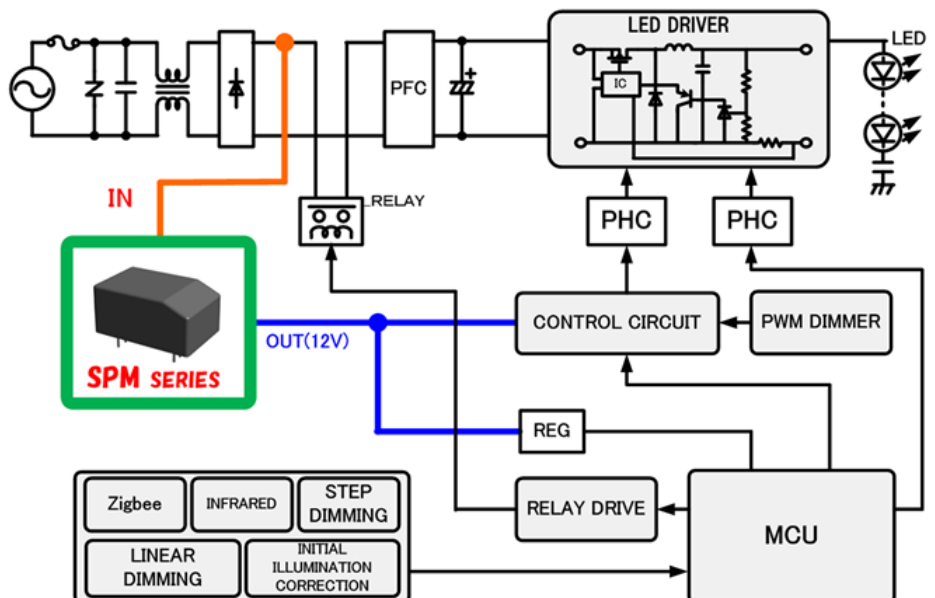 LED DRIVER
LED
IC
PFC
IN
RELAY
PHC
PHC
CONTROL CIRCUIT
PWM DIMMER
OUT(12V)
SPM SERIES
REG
Zigbee
INFRARED
STEP
DIMMING
RELAY DRIVE
MCU
LINEAR
DIMMING
INITIAL
ILLUMINATION
CORRECTION